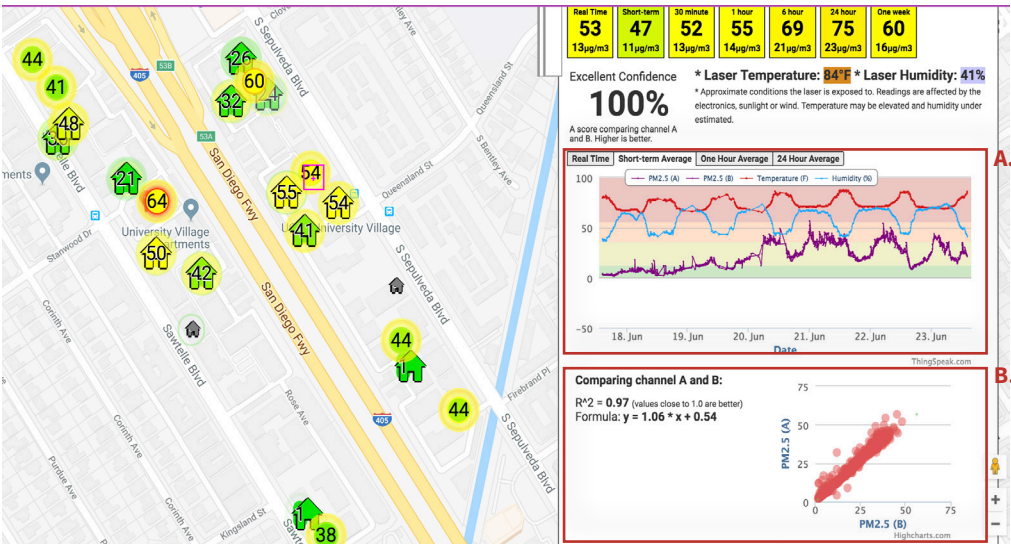 Real Time
53
13µg/m3
Short-term
47
11µg/m3
30 minute
52
13µg/m3
1 hour
55
14µg/m3
6 hour
69
21µg/m3
24 hour
75
23µg/m3
One week
60
16µg/m3
Excellent Confidence
100%
A score comparing channel A
and B. Higher is better.
* Laser Temperature: 84°F * Laser Humidity: 41%
* Approximate conditions the laser is exposed to. Readings are affected by the
electronics, sunlight or wind. Temperature may be elevated and humidity under
estimated.
A.
Real Time Short-term Average One Hour Average 24 Hour Average
PM2.5 (A) PM2.5 (B) Temperature (F) Humidity (%)
100
50
0
−50
18. Jun 19. Jun 20. Jun 21. Jun 22. Jun 23. Jun
Date
ThingSpeak.com
B.
Comparing channel A and B:
R^2 = 0.97 (values close to 1.0 are better)
Formula: y = 1.06 * x + 0.54
PM2.5 (A)
75
50
25
0
0 25 50 75
PM2.5 (B)
Highcharts.com
+
−
44
41
48
405
53B
26
60
32
53A
S Sepulveda Blvd
Queensland St
S Bentley Ave
Queensland St
San Diego Fwy
21
64
54
55
54
41
University Village
University Village
Stanwood Dr
50
42
S Sepulveda Blvd
San Diego Fwy
Corinth Ave
Sawtelle Blvd
Rose Ave
44
1
405
44
Firebrand Pl
S Sepulveda Blvd
Corinth Ave
Purdue Ave
Corinth Ave
Kingsland St
1
38